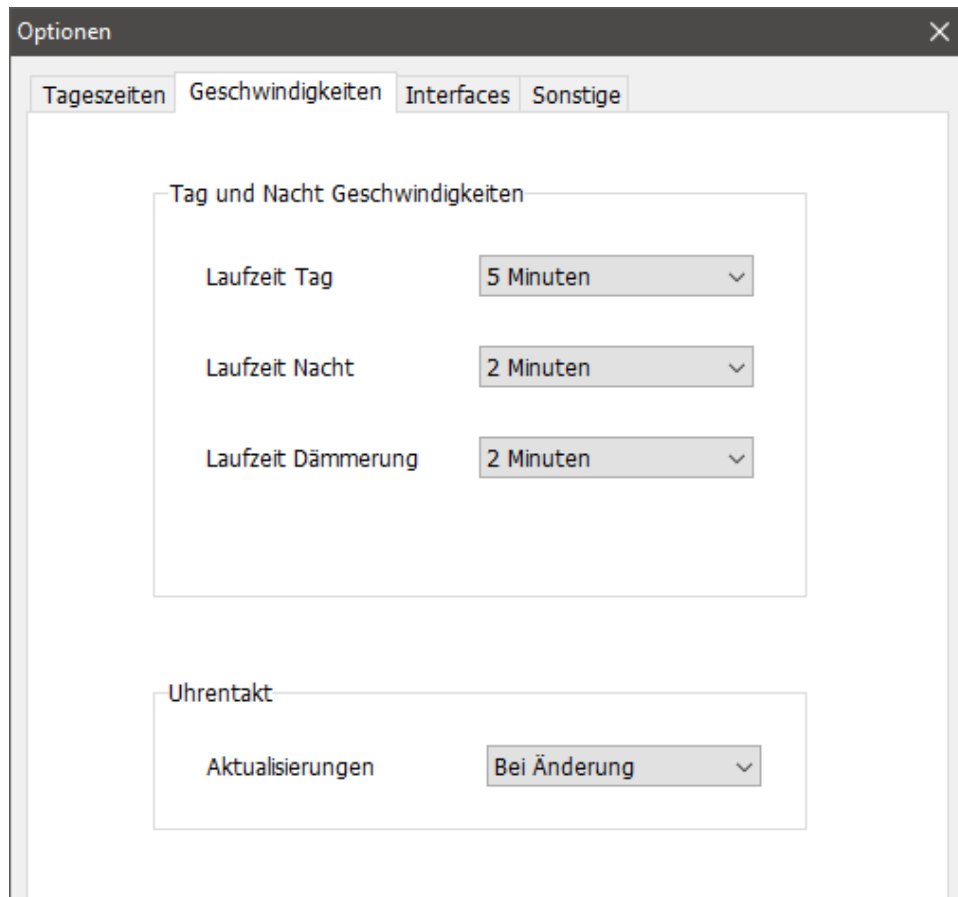 Optionen
Tageszeiten Geschwindigkeiten Interfaces Sonstige
Tag und Nacht Geschwindigkeiten
Laufzeit Tag 5 Minuten
Laufzeit Nacht 2 Minuten
Laufzeit Dämmerung 2 Minuten
Uhrentakt
Aktualisierungen Bei Änderung